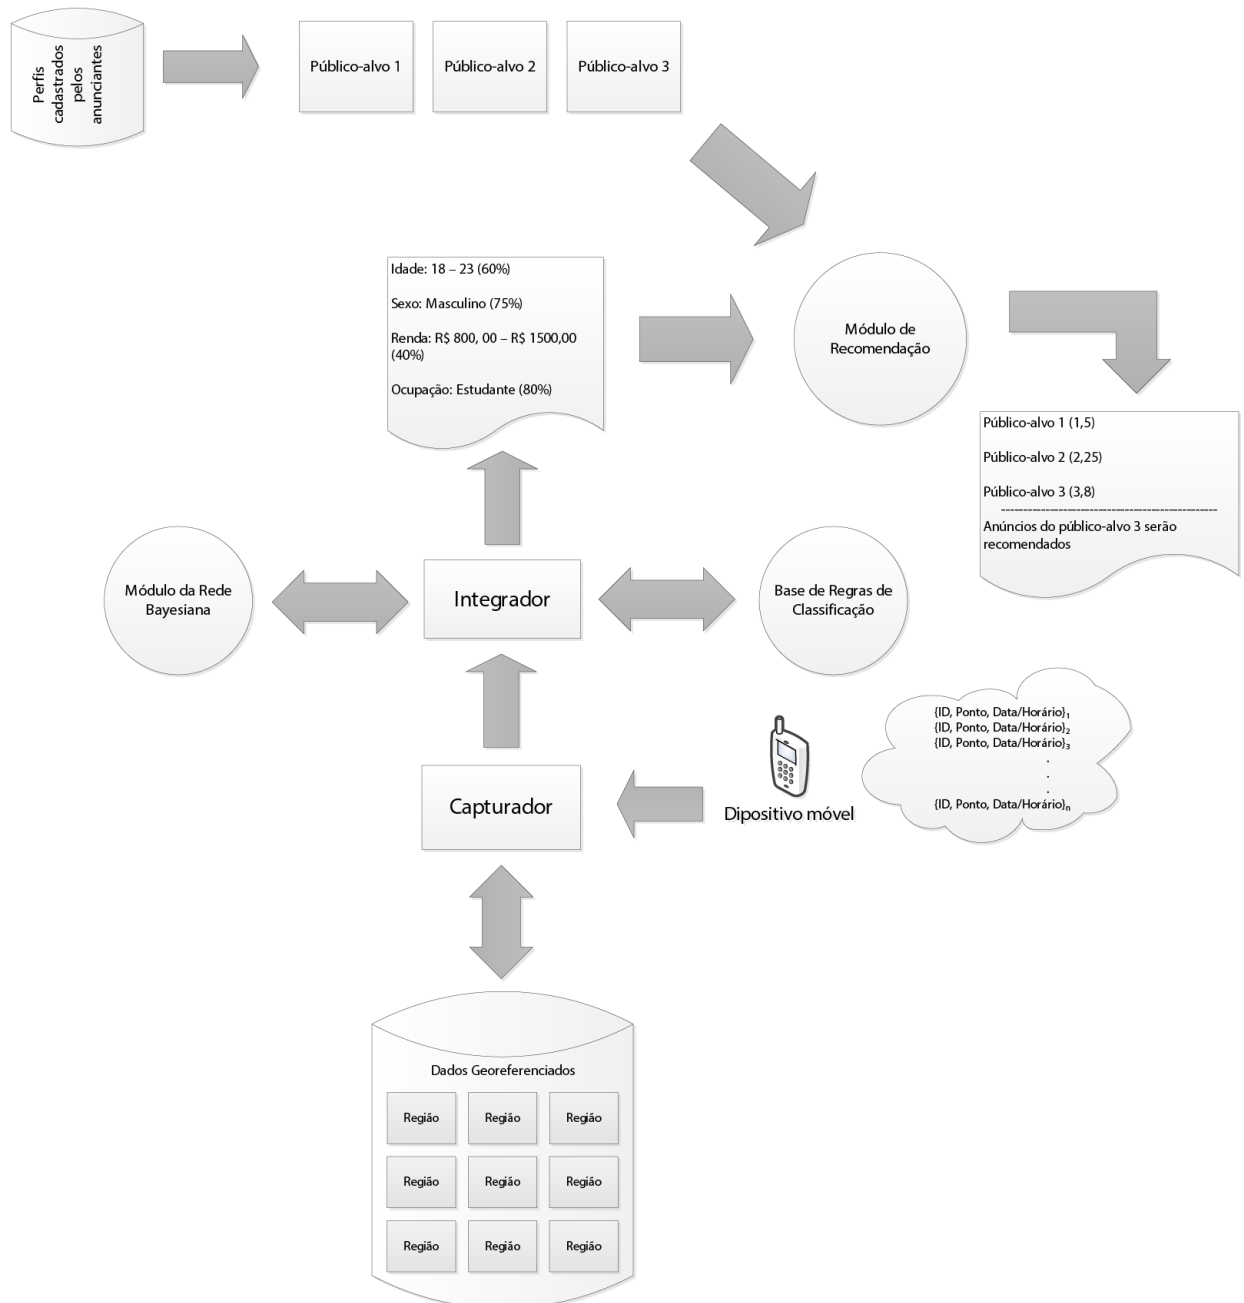 Perfis
cadastrados
pelos
anunciantes
Público-alvo 1
Público-alvo 2
Público-alvo 3
Idade: 18 – 23 (60%)
Sexo: Masculino (75%)
Renda: R$ 800, 00 – R$ 1500,00
(40%)
Ocupação: Estudante (80%)
Módulo de
Recomendação
Público-alvo 1 (1,5)
Público-alvo 2 (2,25)
Público-alvo 3 (3,8)
------------------------------------------------
Anúncios do público-alvo 3 serão
recomendados
Módulo da Rede
Bayesiana
Integrador
Base de Regras de
Classificação
{ID, Ponto, Data/Horário}₁
{ID, Ponto, Data/Horário}₂
{ID, Ponto, Data/Horário}₃
.
.
.
{ID, Ponto, Data/Horário}ₙ
Capturador
Dipositivo móvel
Dados Georeferenciados
Região
Região
Região
Região
Região
Região
Região
Região
Região